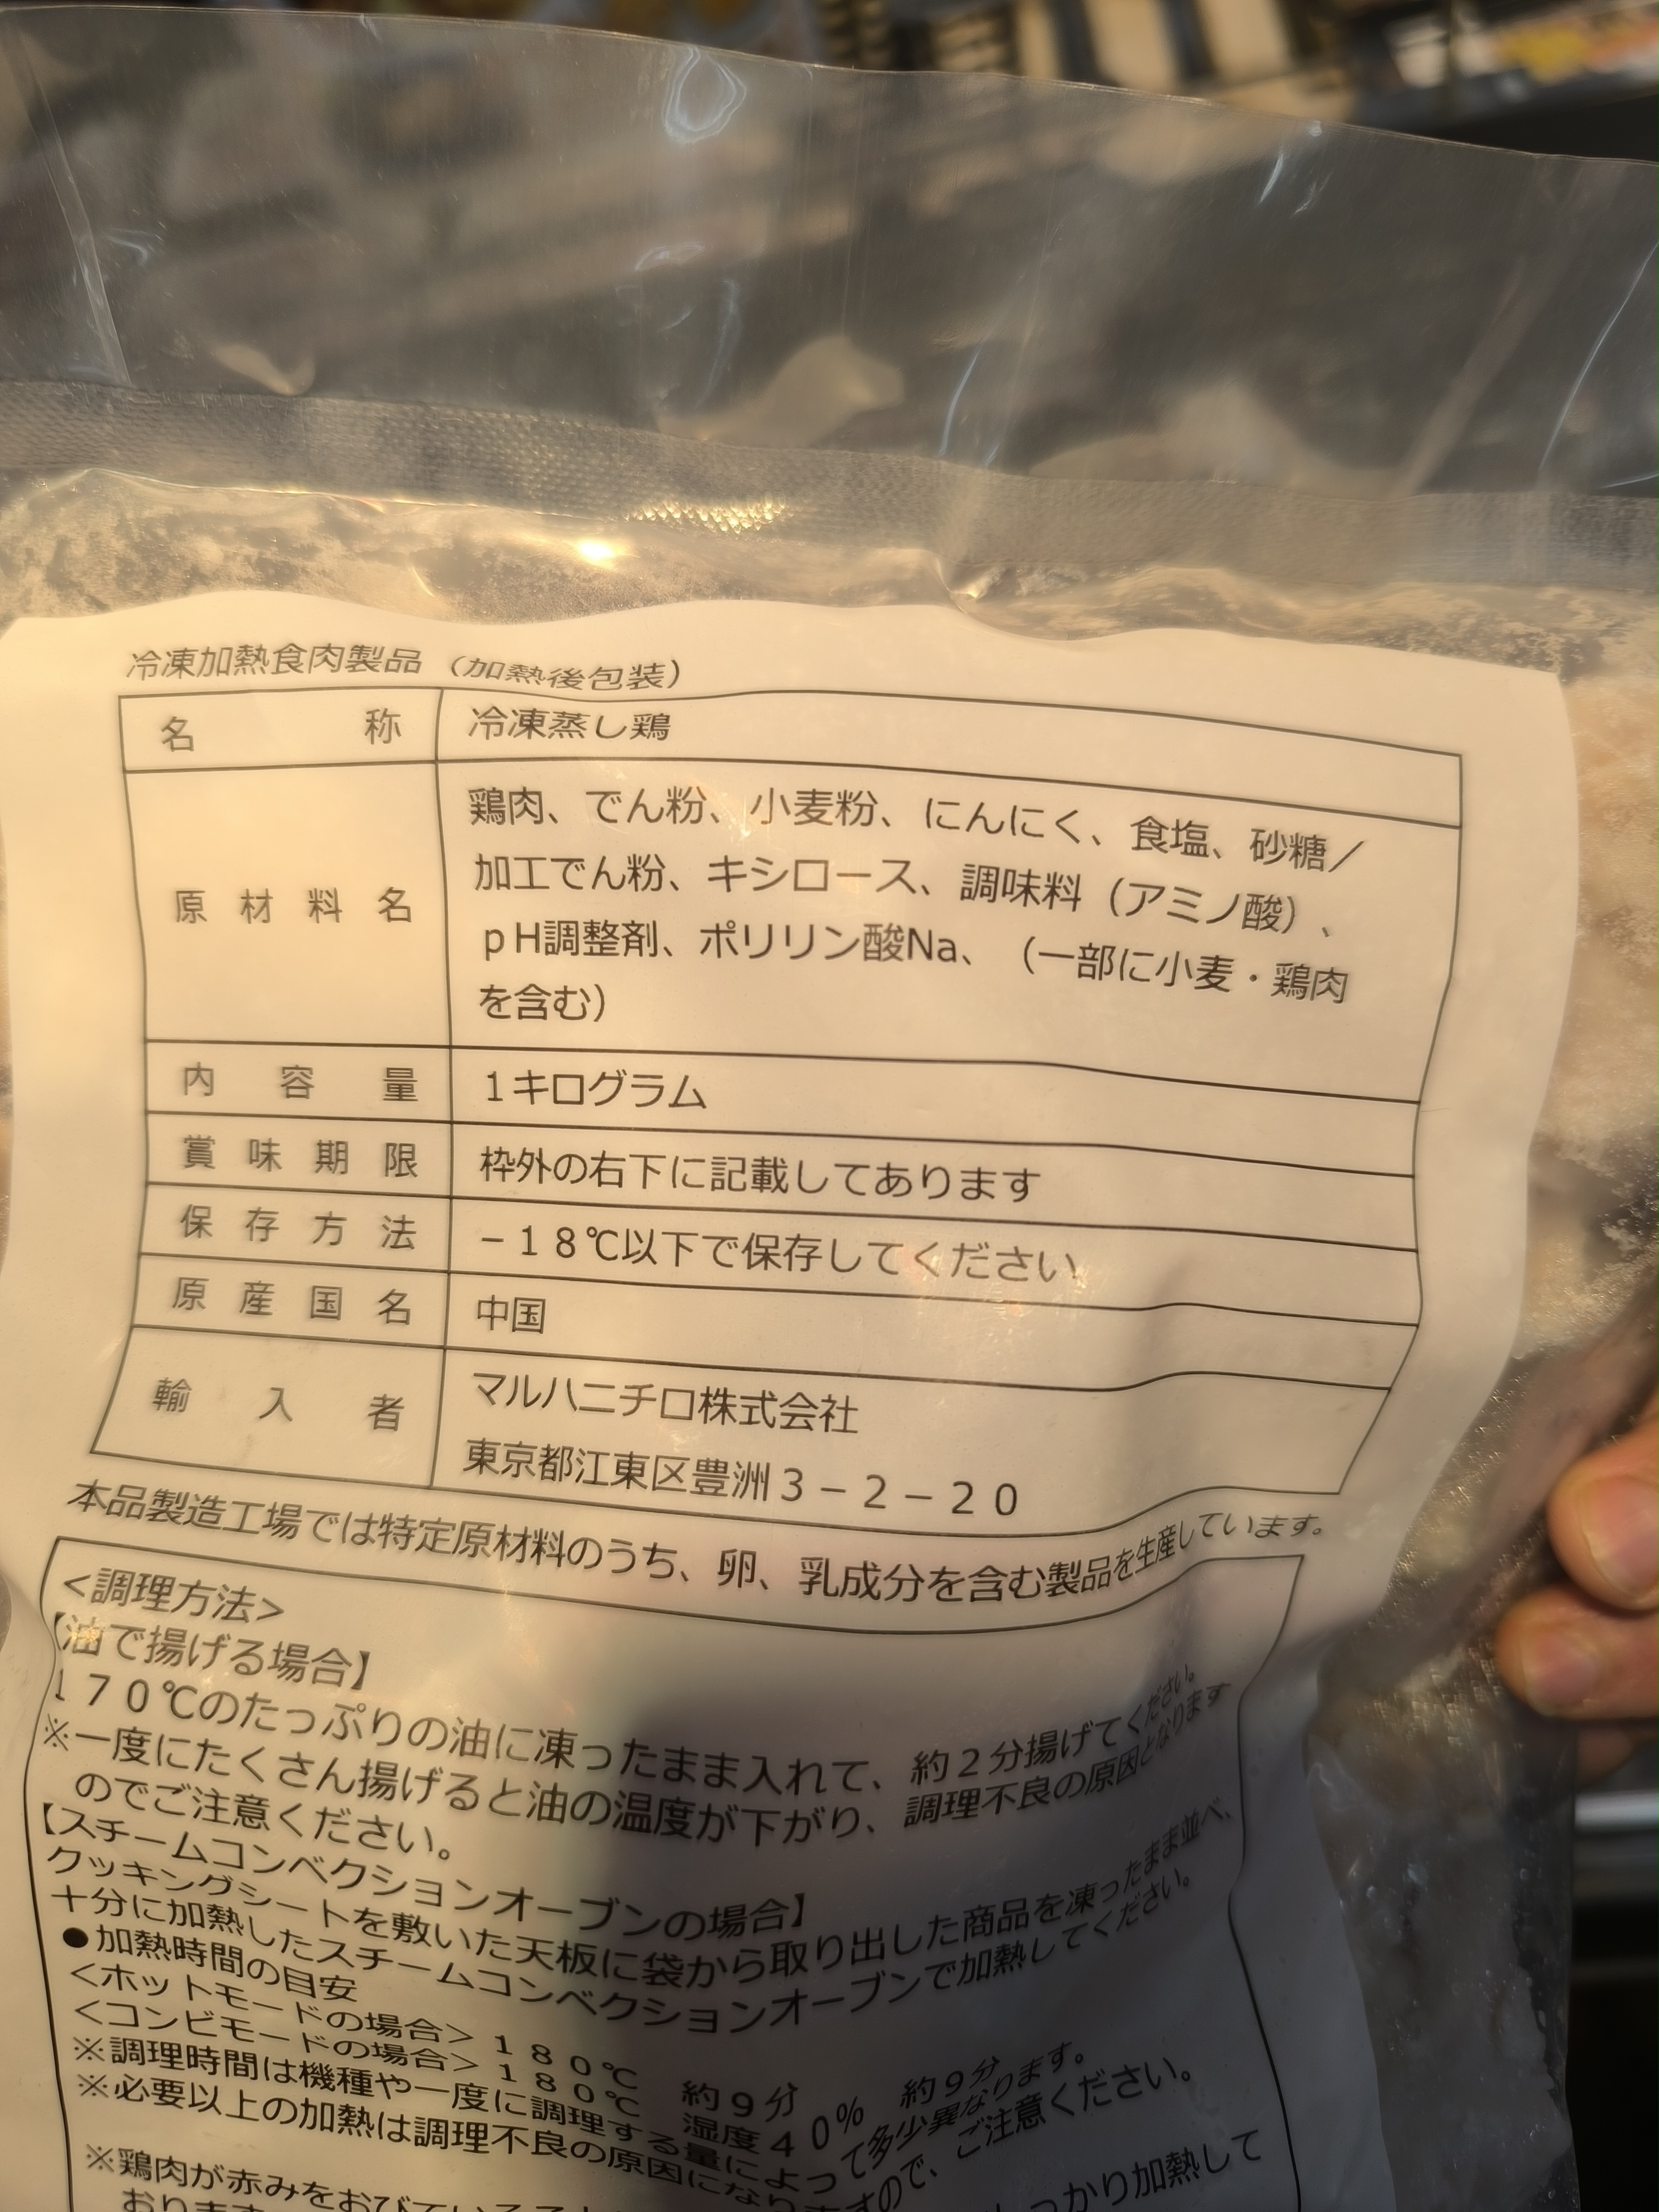 冷凍加熱食肉製品 (加熱後包装)
名称 冷凍蒸し鶏
原材料名 鶏肉、でん粉、小麦粉、にんにく、食塩、砂糖/
加工でん粉、キシロース、調味料（アミノ酸）、
pH調整剤、ポリリン酸Na、（一部に小麦・鶏肉
を含む）
内容量 1キログラム
賞味期限 枠外の右下に記載してあります
保存方法 −18℃以下で保存してください
原産国名 中国
輸入者 マルハニチロ株式会社
東京都江東区豊洲3−2−20
本品製造工場では特定原材料のうち、卵、乳成分を含む製品を生産しています。
<調理方法>
【油で揚げる場合】
170℃のたっぷりの油に凍ったまま入れて、約2分揚げてください。
※一度にたくさん揚げると油の温度が下がり、調理不良の原因となります
のでご注意ください。
【スチームコンベクションオーブンの場合】
クッキングシートを敷いた天板に袋から取り出した商品を凍ったまま並べ、
十分に加熱したスチームコンベクションオーブンで加熱してください。
●加熱時間の目安
<ホットモードの場合> 180℃ 約9分
<コンビモードの場合> 180℃ 湿度40% 約9分
※調理時間は機種や一度に調理する量によって多少異なります。
※必要以上の加熱は調理不良の原因になりますので、ご注意ください。
※鶏肉が赤みをおびている しっかり加熱して
おります